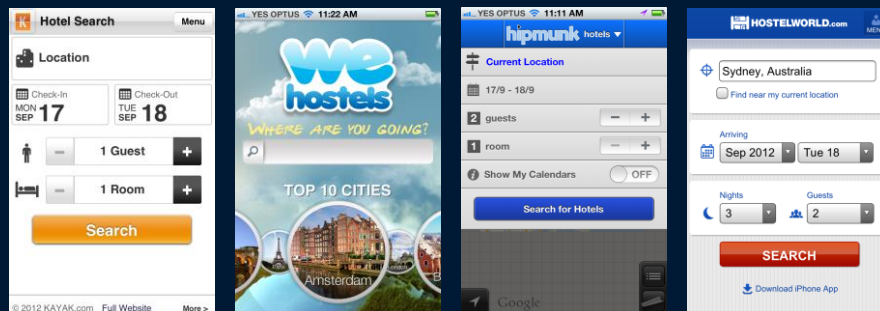 K Hotel Search Menu
Location
Check-In
MON SEP 17
Check-Out
TUE SEP 18
1 Guest
1 Room
Search
© 2012 KAYAK.com Full Website More >
YES OPTUS 11:22 AM
We
hostels
WHERE ARE YOU GOING?
TOP 10 CITIES
Amsterdam
YES OPTUS 11:11 AM
hipmunk hotels
Current Location
17/9 - 18/9
2 guests
1 room
Show My Calendars OFF
Search for Hotels
Google
HOSTELWORLD.com
MEN
Sydney, Australia
Find near my current location
Arriving
Sep 2012 Tue 18
Nights Guests
3 2
SEARCH
Download iPhone App